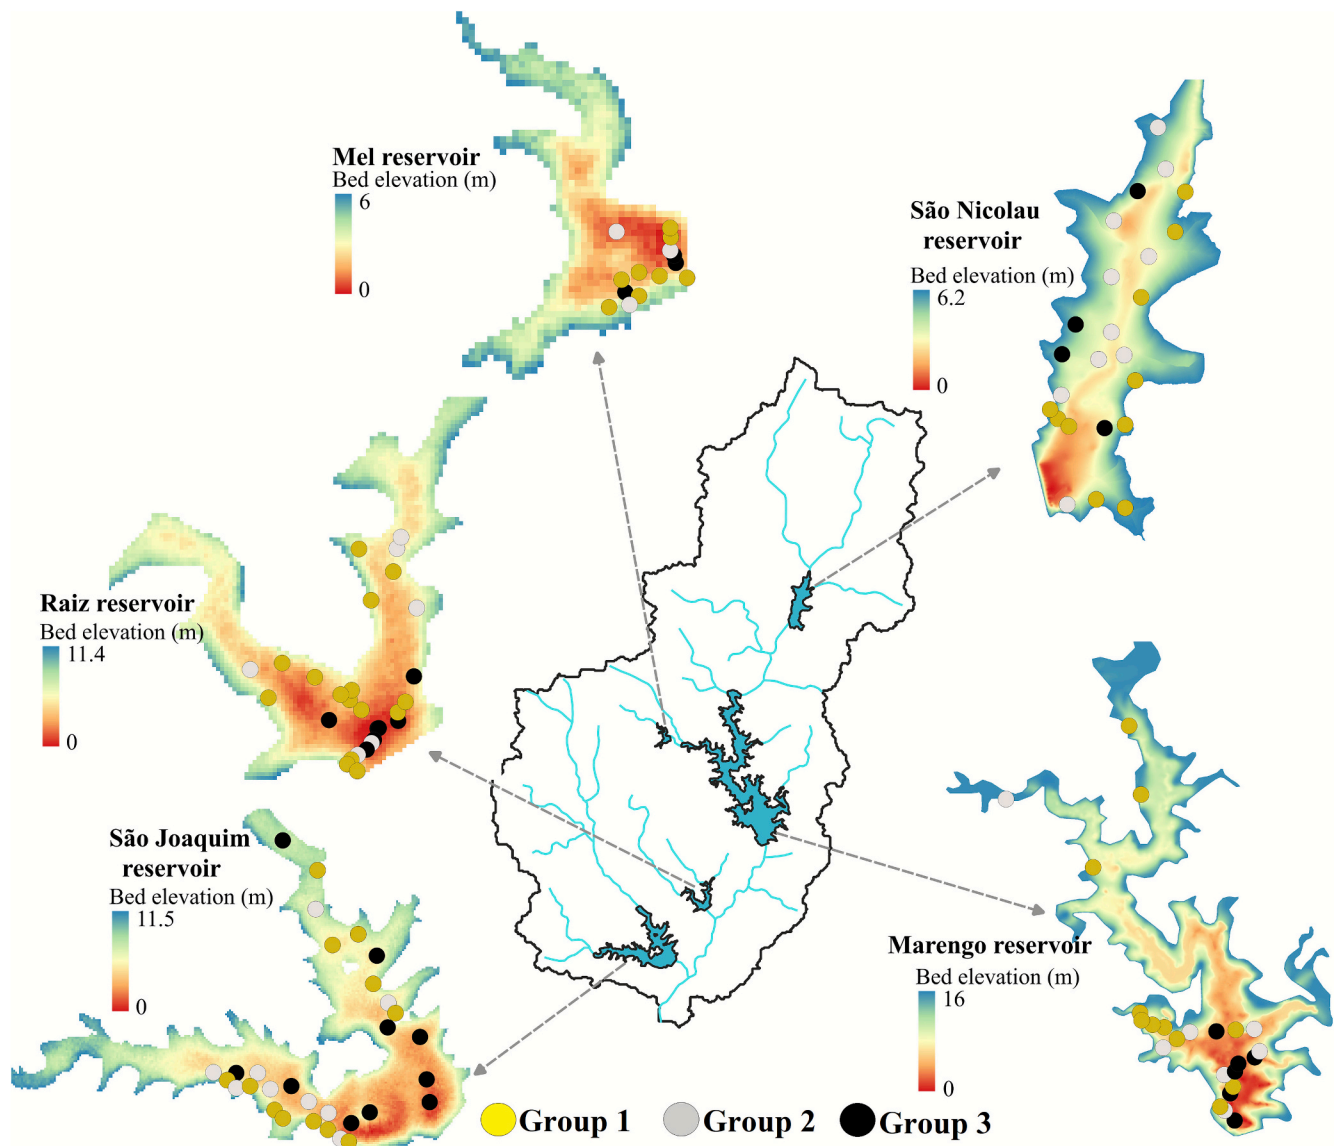 Mel reservoir
Bed elevation (m)
6
0
São Nicolau
reservoir
Bed elevation (m)
6.2
0
Raiz reservoir
Bed elevation (m)
11.4
0
São Joaquim
reservoir
Bed elevation (m)
11.5
0
Marengo reservoir
Bed elevation (m)
16
0
Group 1
Group 2
Group 3